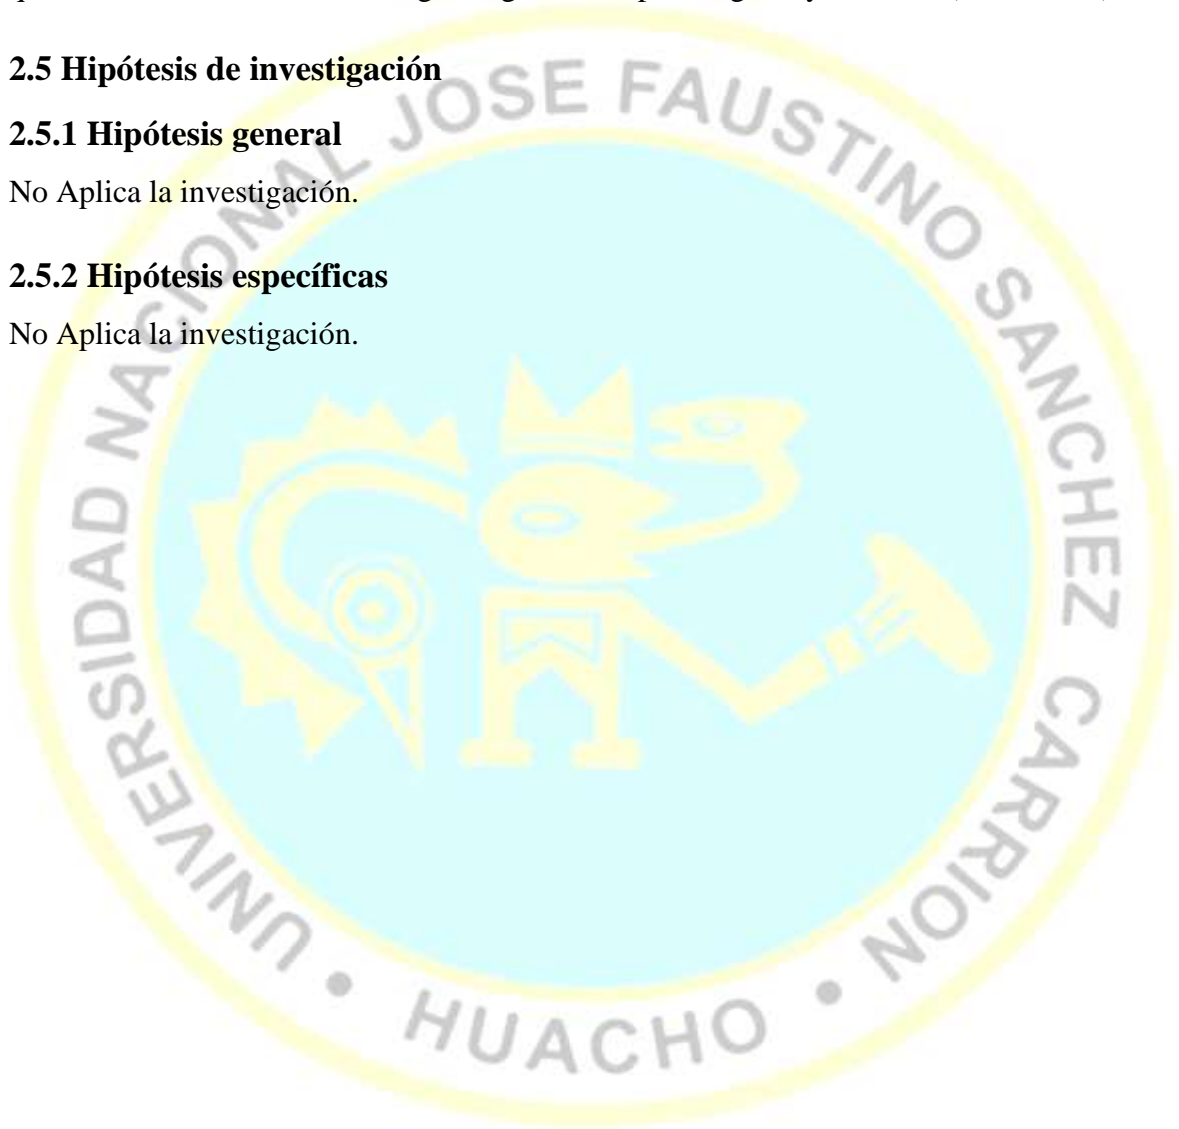 2.5 Hipótesis de investigación
2.5.1 Hipótesis general
No Aplica la investigación.
2.5.2 Hipótesis específicas
No Aplica la investigación.
UNIVERSIDAD NACIONAL JOSE FAUSTINO SANCHEZ CARRION
• HUACHO •